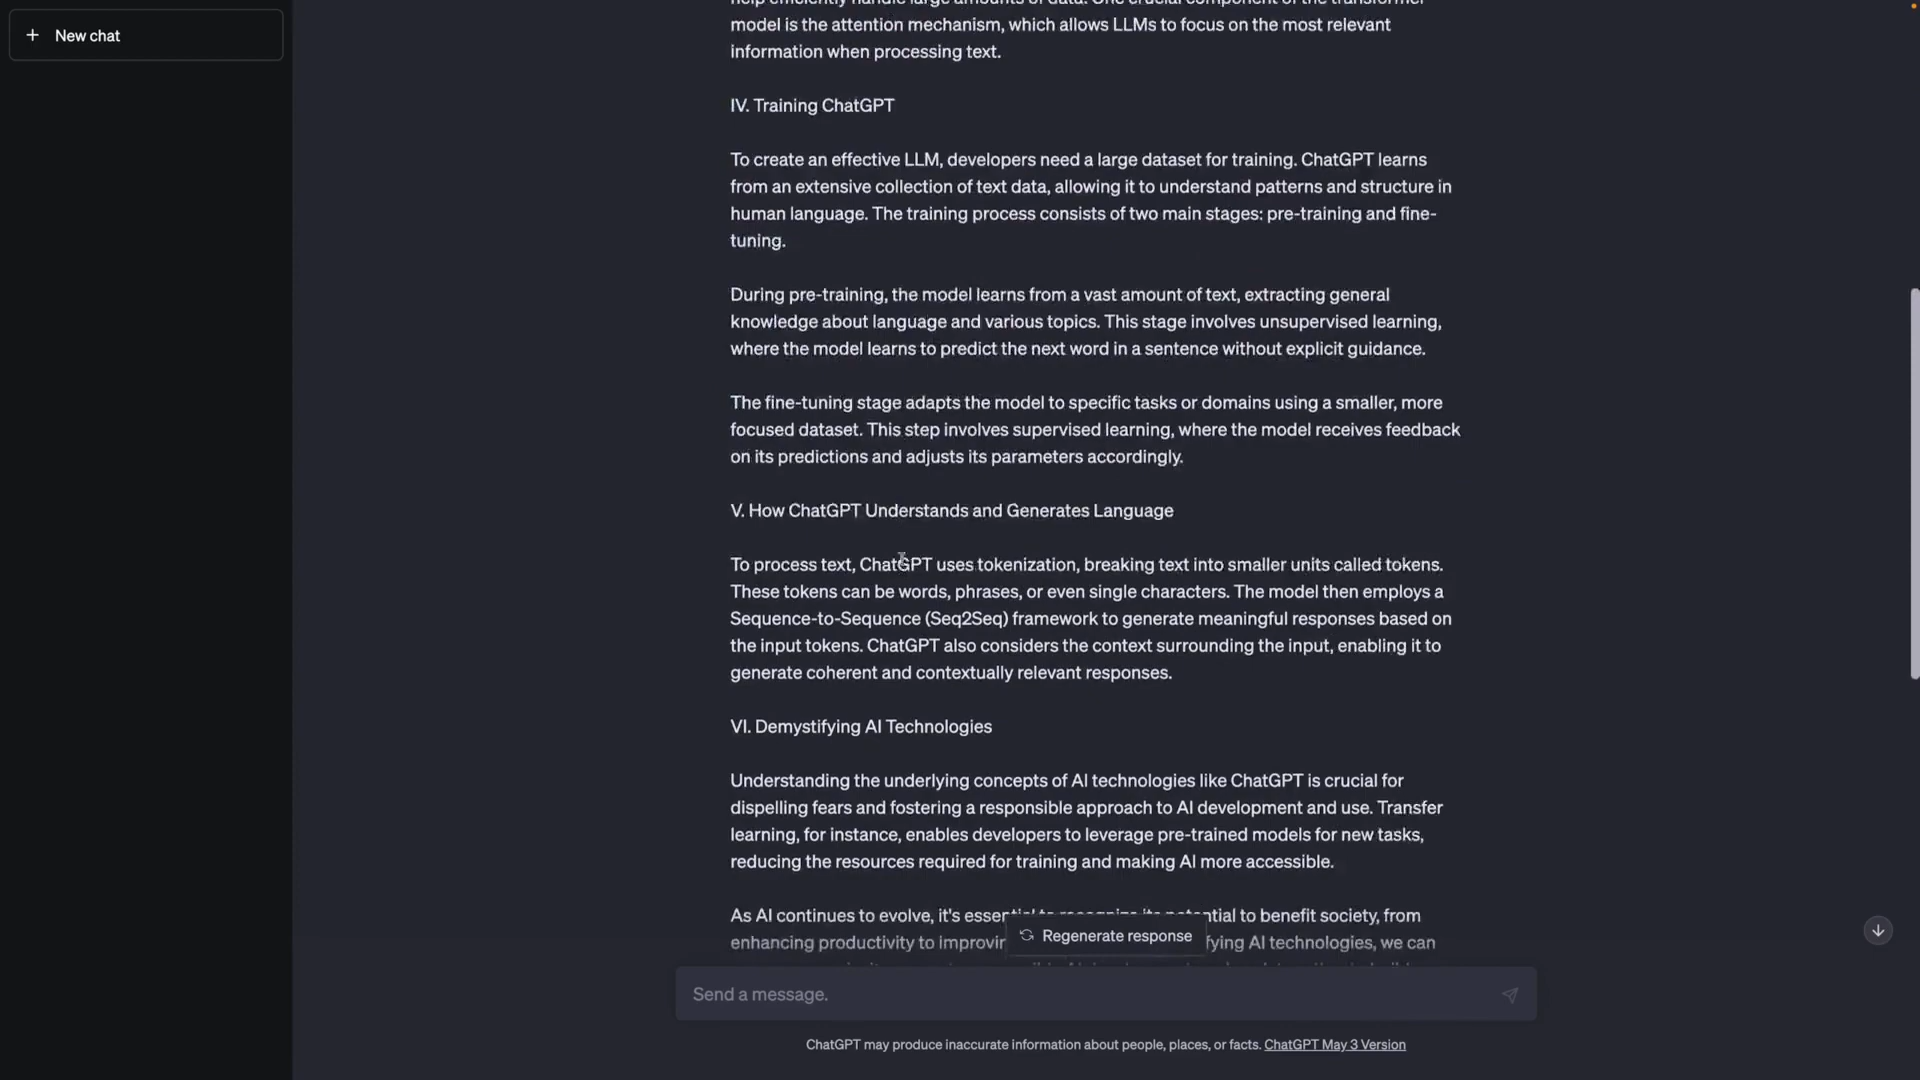 New chat
model is the attention mechanism, which allows LLMs to focus on the most relevant
information when processing text.
IV. Training ChatGPT
To create an effective LLM, developers need a large dataset for training. ChatGPT learns
from an extensive collection of text data, allowing it to understand patterns and structure in
human language. The training process consists of two main stages: pre-training and fine-
tuning.
During pre-training, the model learns from a vast amount of text, extracting general
knowledge about language and various topics. This stage involves unsupervised learning,
where the model learns to predict the next word in a sentence without explicit guidance.
The fine-tuning stage adapts the model to specific tasks or domains using a smaller, more
focused dataset. This step involves supervised learning, where the model receives feedback
on its predictions and adjusts its parameters accordingly.
V. How ChatGPT Understands and Generates Language
To process text, ChatGPT uses tokenization, breaking text into smaller units called tokens.
These tokens can be words, phrases, or even single characters. The model then employs a
Sequence-to-Sequence (Seq2Seq) framework to generate meaningful responses based on
the input tokens. ChatGPT also considers the context surrounding the input, enabling it to
generate coherent and contextually relevant responses.
VI. Demystifying AI Technologies
Understanding the underlying concepts of AI technologies like ChatGPT is crucial for
dispelling fears and fostering a responsible approach to AI development and use. Transfer
learning, for instance, enables developers to leverage pre-trained models for new tasks,
reducing the resources required for training and making AI more accessible.
As AI continues to evolve, it's to benefit society, from
enhancing productivity to AI technologies, we can
Regenerate response
Send a message.
ChatGPT may produce inaccurate information about people, places, or facts. ChatGPT May 3 Version